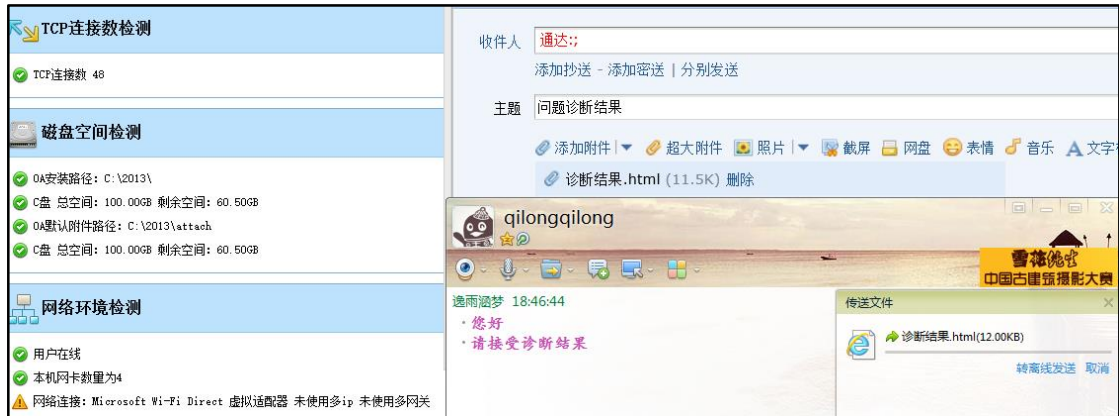 TCP连接数检测
TCP连接数 48
磁盘空间检测
OA安装路径：C:\2013\
C盘 总空间：100.00GB 剩余空间：60.50GB
OA默认附件路径：C:\2013\attach
C盘 总空间：100.00GB 剩余空间：60.50GB
网络环境检测
用户在线
本机网卡数量为4
网络连接：Microsoft Wi-Fi Direct 虚拟适配器 未使用多ip 未使用多网关
收件人 通达:;
添加抄送 - 添加密送 | 分别发送
主题 问题诊断结果
添加附件 | 超大附件 照片 | 截屏 网盘 表情 音乐 A 文字
诊断结果.html (11.5K) 删除
qilongqilong
中国古建筑摄影大赛
逸雨涵梦 18:46:44
·您好
·请接受诊断结果
传送文件
诊断结果.html(12.00KB)
转离线发送 取消